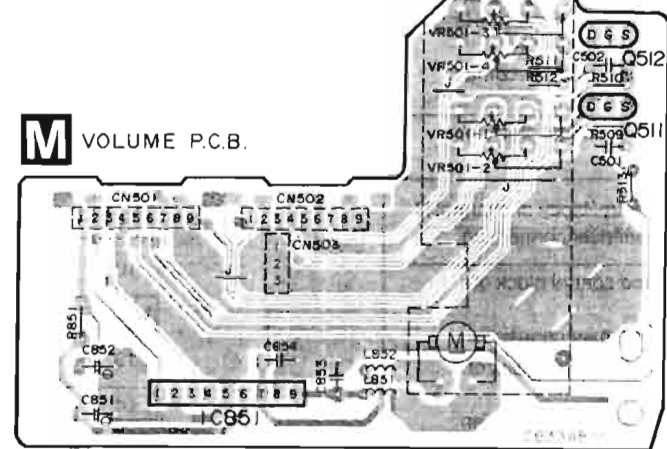 VR501-3
D G S
VR501-4
R511
C502
Q512
R512
R510
J
D G S
M VOLUME P.C.B.
VR501-1
R509
Q511
VR501-2
C501
J
R513
CN501
CN502
1 2 3 4 5 6 7 8 9
1 2 3 4 5 6 7 8 9
CN503
1
2
3
J
R851
M
C852
C854
C853
L852
L851
C851
1 2 3 4 5 6 7 8 9
IC851